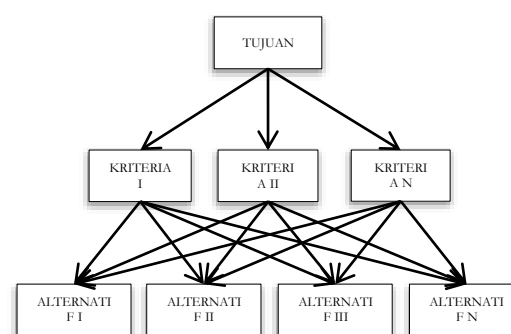 TUJUAN
KRITERIA
I
KRITERI
A II
KRITERI
A N
ALTERNATI
F I
ALTERNATI
F II
ALTERNATI
F III
ALTERNATI
F N